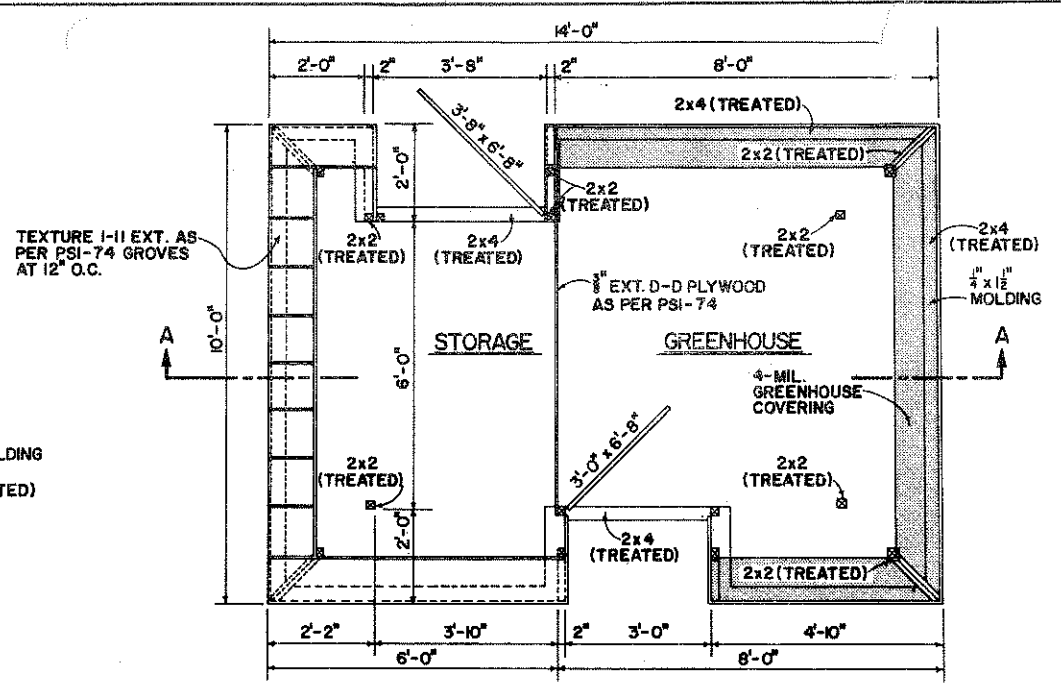 14'-0"
2'-0"
2"
3'-8"
2"
8'-0"
2x4 (TREATED)
3'-8" x 6'-8"
2x2 (TREATED)
2'-0"
2x2
(TREATED)
2x2
(TREATED)
2x4
(TREATED)
2x2
(TREATED)
2x4
(TREATED)
TEXTURE 1-11 EXT. AS
PER PS1-74 GROVES
AT 12" O.C.
3/8" EXT. D-D PLYWOOD
AS PER PS1-74
1/4" x 1 1/2"
MOLDING
10'-0"
A
STORAGE
GREENHOUSE
A
6'-0"
4-MIL.
GREENHOUSE
COVERING
3'-0" x 6'-8"
LDING
TED)
2x2
(TREATED)
2x2
(TREATED)
2'-0"
2x4
(TREATED)
2x2 (TREATED)
2'-2"
3'-10"
2"
3'-0"
4'-10"
6'-0"
8'-0"